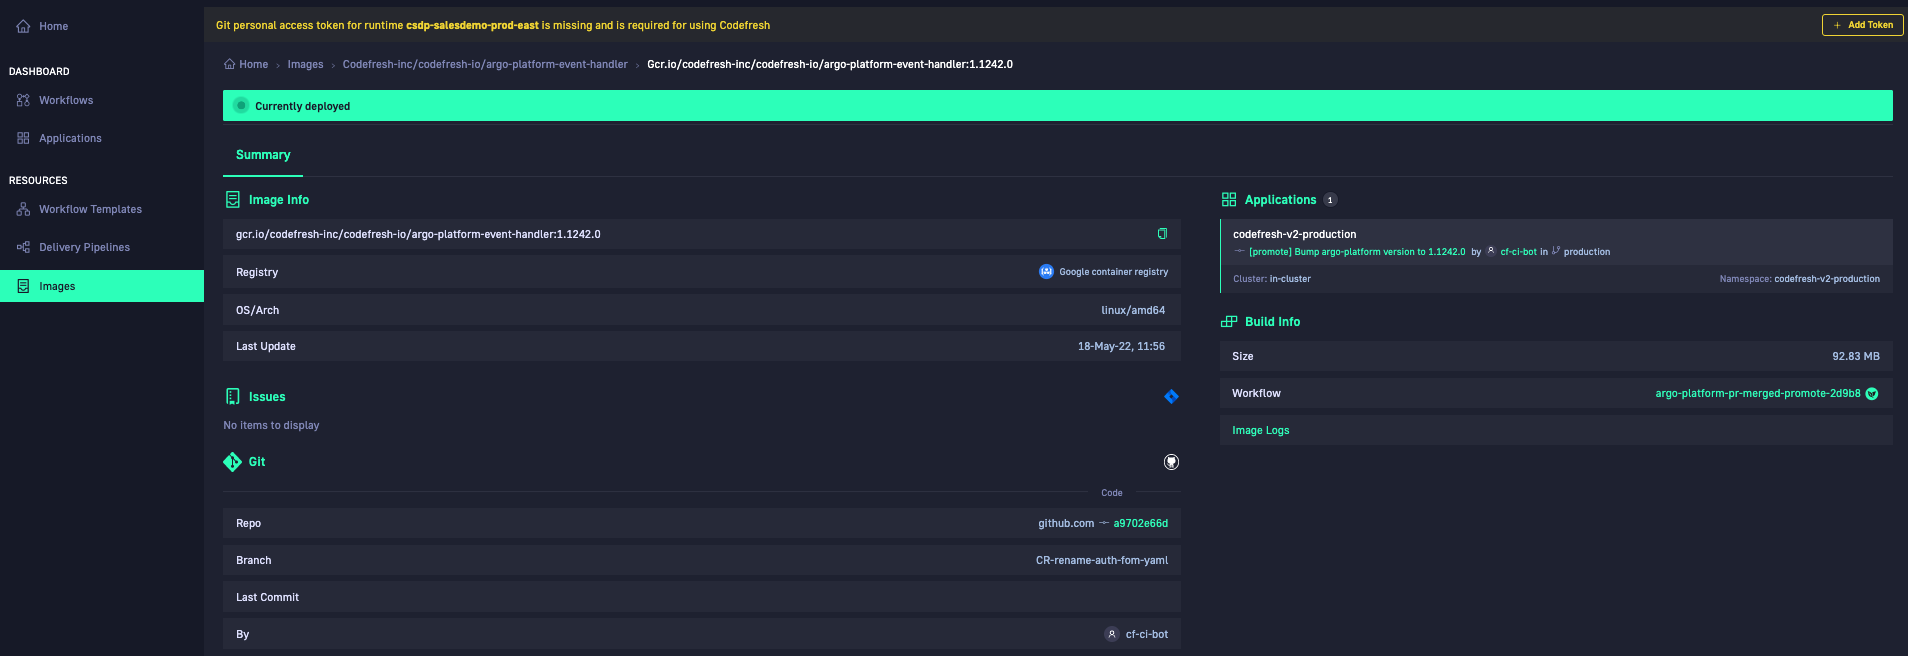 Home
DASHBOARD
Workflows
Applications
RESOURCES
Workflow Templates
Delivery Pipelines
Images
Git personal access token for runtime csdp-salesdemo-prod-east is missing and is required for using Codefresh
+ Add Token
Home > Images > Codefresh-inc/codefresh-io/argo-platform-event-handler > Gcr.io/codefresh-inc/codefresh-io/argo-platform-event-handler:1.1242.0
Currently deployed
Summary
Image Info
gcr.io/codefresh-inc/codefresh-io/argo-platform-event-handler:1.1242.0
Registry Google container registry
OS/Arch linux/amd64
Last Update 18-May-22, 11:56
Issues
No items to display
Git
Code
Repo github.com a9702e66d
Branch CR-rename-auth-fom-yaml
Last Commit
By cf-ci-bot
Applications 1
codefresh-v2-production
[promote] Bump argo-platform version to 1.1242.0 by cf-ci-bot in production
Cluster: in-cluster Namespace: codefresh-v2-production
Build Info
Size 92.83 MB
Workflow argo-platform-pr-merged-promote-2d9b8
Image Logs